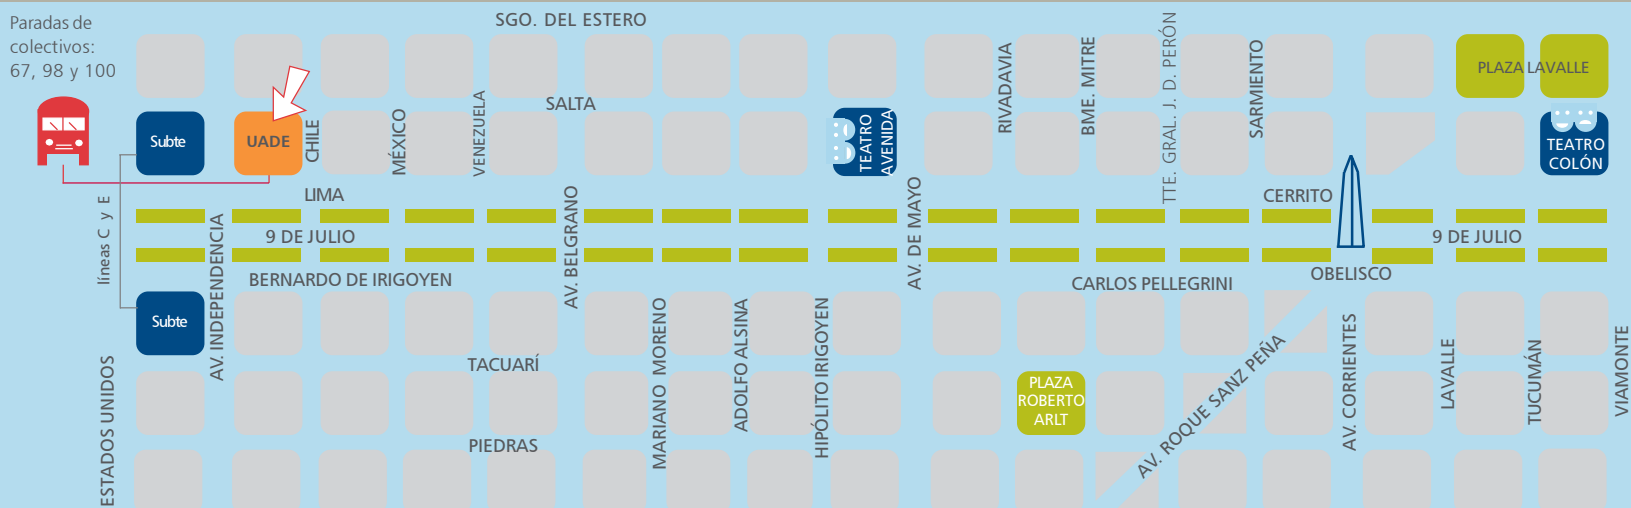 Paradas de
colectivos:
67, 98 y 100
SGO. DEL ESTERO
PLAZA LAVALLE
SALTA
Subte
UADE
CHILE
MÉXICO
VENEZUELA
TEATRO
AVENIDA
RIVADAVIA
BME. MITRE
TTE. GRAL. J. D. PERÓN
SARMIENTO
TEATRO
COLÓN
LIMA
CERRITO
líneas C y E
9 DE JULIO
9 DE JULIO
AV. INDEPENDENCIA
AV. BELGRANO
AV. DE MAYO
BERNARDO DE IRIGOYEN
CARLOS PELLEGRINI
OBELISCO
Subte
TACUARÍ
PIEDRAS
ESTADOS UNIDOS
MARIANO MORENO
ADOLFO ALSINA
HIPÓLITO IRIGOYEN
PLAZA
ROBERTO
ARLT
AV. ROQUE SANZ PEÑA
AV. CORRIENTES
LAVALLE
TUCUMÁN
VIAMONTE